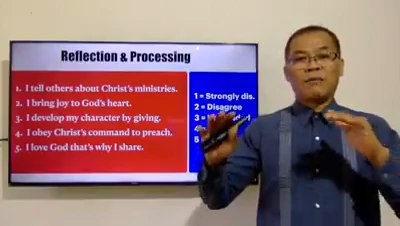 Reflection & Processing
1. I tell others about Christ's ministries.
2. I bring joy to God's heart.
3. I develop my character by giving.
4. I obey Christ's command to preach.
5. I love God that's why I share.
1 = Strongly dis.
2 = Disagree
3 =
4
5